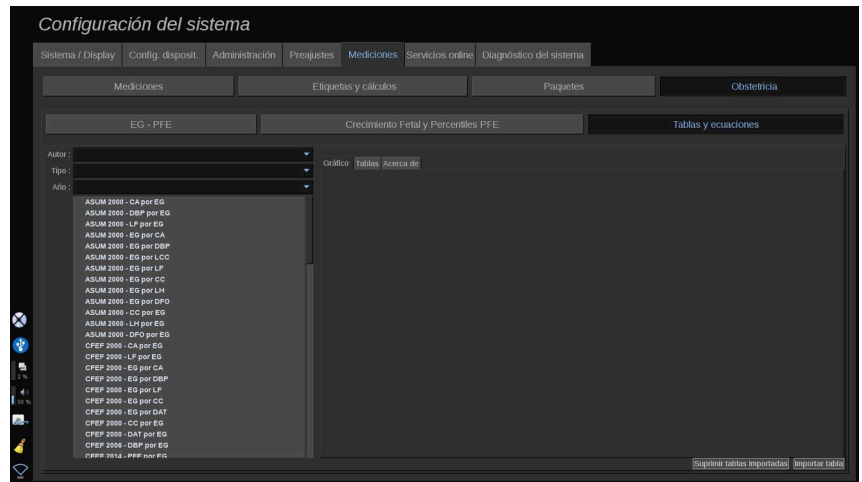 Configuración del sistema
Sistema / Display Config. disposit. Administración Preajustes Mediciones Servicios online Diagnóstico del sistema
Mediciones Etiquetas y cálculos Paquetes Obstetricia
EG - PFE Crecimiento Fetal y Percentiles PFE Tablas y ecuaciones
Autor :
Tipo :
Año :
Gráfico Tablas Acerca de
ASUM 2000 - CA por EG
ASUM 2000 - DBP por EG
ASUM 2000 - LF por EG
ASUM 2000 - EG por CA
ASUM 2000 - EG por DBP
ASUM 2000 - EG por LCC
ASUM 2000 - EG por LF
ASUM 2000 - EG por CC
ASUM 2000 - EG por LH
ASUM 2000 - EG por DFO
ASUM 2000 - CC por EG
ASUM 2000 - LH por EG
ASUM 2000 - DFO por EG
CFEF 2000 - CA por EG
CFEF 2000 - LF por EG
CFEF 2000 - EG por CA
CFEF 2000 - EG por DBP
CFEF 2000 - EG por LF
CFEF 2000 - EG por CC
CFEF 2000 - EG por DAT
CFEF 2000 - CC por EG
CFEF 2000 - DAT por EG
CFEF 2006 - DBP por EG
CFEF 2014 - PFE por EG
2 %
50 %
Suprimir tablas importadas Importar tabla